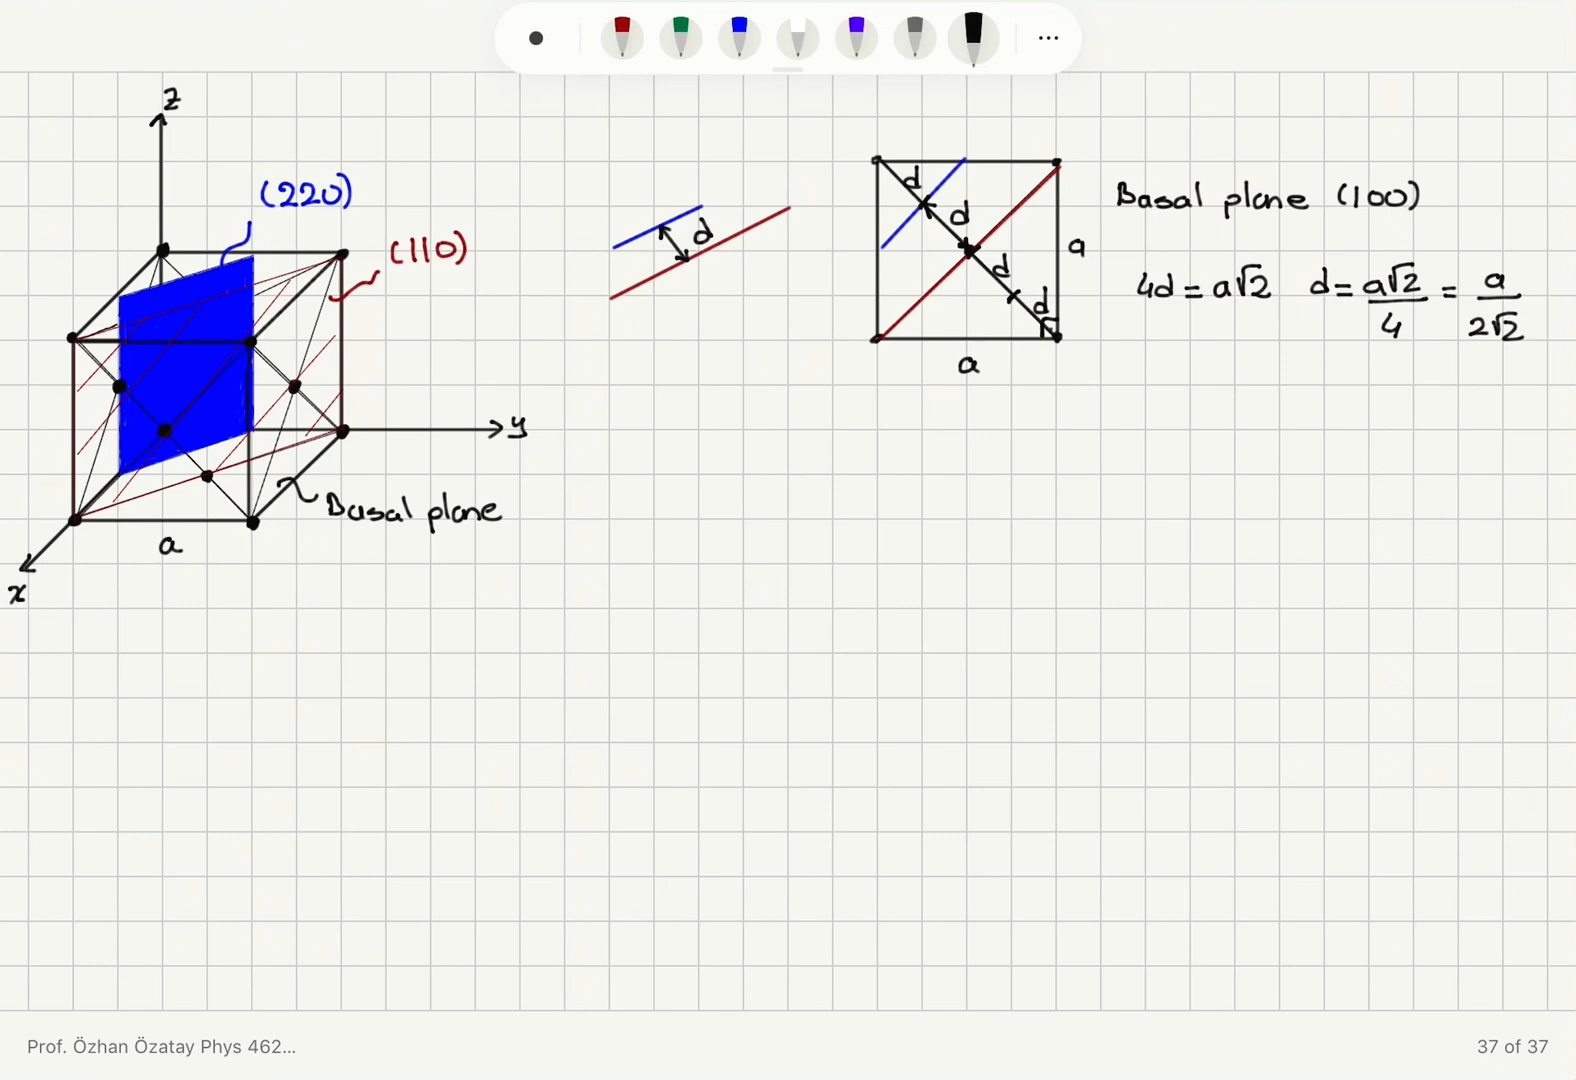 z
(220)
(110)
d
y
Basal plane
a
x
d
d
d
d
a
a
Basal plane (100)
4d = a√2 d = a√2/4 = a/2√2
Prof. Özhan Özatay Phys 462...
37 of 37